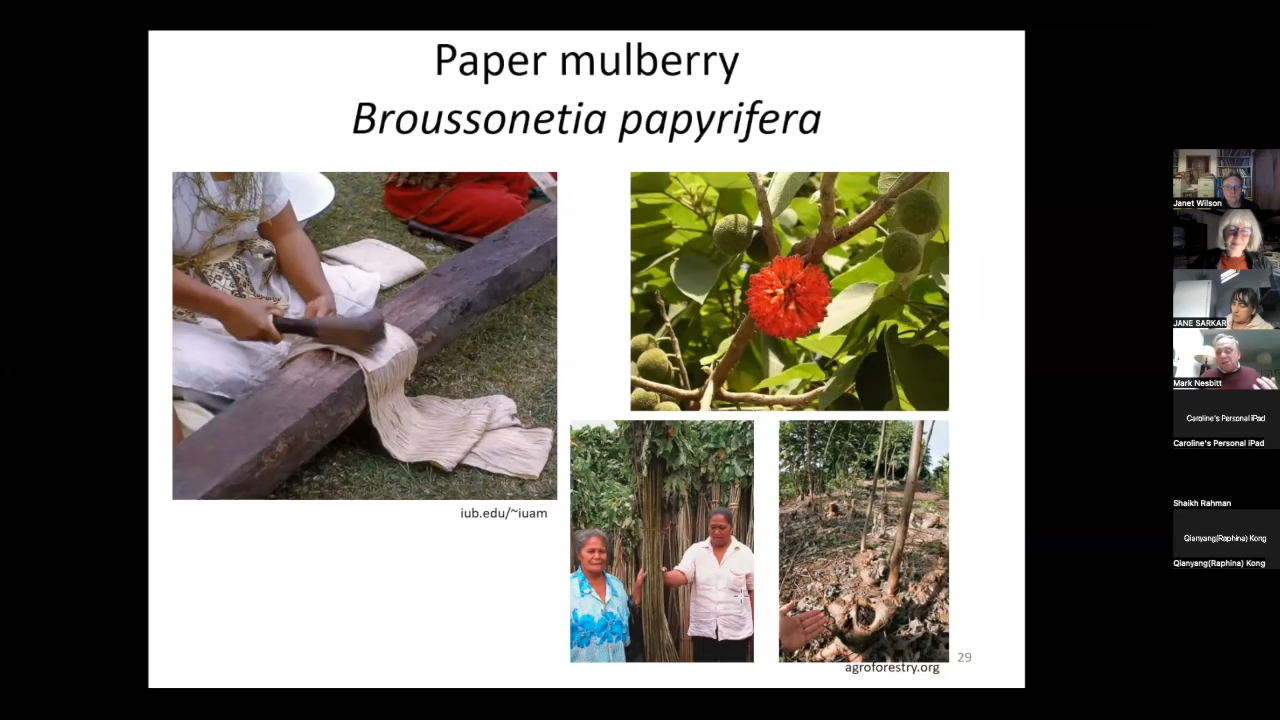 Paper mulberry
Broussonetia papyrifera
iub.edu/~iuam
agroforestry.org
29
Janet Wilson
JANE SARKAR
Mark Nesbitt
Caroline's Personal iPad
Caroline's Personal iPad
Shaikh Rahman
Qianyang(Raphina) Kong
Qianyang(Raphina) Kong